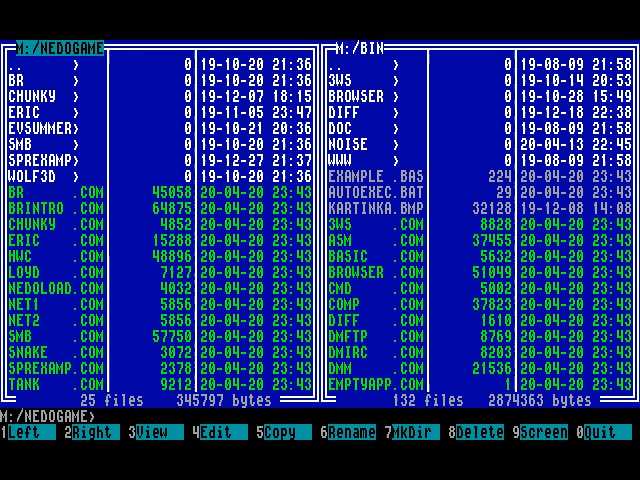 M:/NEDOGAME M:/BIN
.. > 0 19-10-20 21:36 .. > 0 19-08-09 21:58
BR > 0 19-10-20 21:36 3WS > 0 19-10-14 20:53
CHUNKY > 0 19-12-07 18:15 BROWSER > 0 19-10-28 15:49
ERIC > 0 19-11-05 23:47 DIFF > 0 19-12-18 22:38
EVSUMMER> 0 19-10-21 20:36 DOC > 0 19-08-09 21:58
SMB > 0 19-10-20 21:36 NOISE > 0 20-04-13 22:45
SPREXAMP> 0 19-12-27 21:37 WWW > 0 19-08-09 21:58
WOLF3D > 0 19-10-20 21:36 EXAMPLE .BAS 224 20-04-20 23:43
BR .COM 45058 20-04-20 23:43 AUTOEXEC.BAT 29 20-04-20 23:43
BRINTRO .COM 64875 20-04-20 23:43 KARTINKA.BMP 32128 19-12-08 14:08
CHUNKY .COM 4852 20-04-20 23:43 3WS .COM 8828 20-04-20 23:43
ERIC .COM 15288 20-04-20 23:43 ASM .COM 37455 20-04-20 23:43
HWC .COM 48896 20-04-20 23:43 BASIC .COM 5632 20-04-20 23:43
LOYD .COM 7127 20-04-20 23:43 BROWSER .COM 51049 20-04-20 23:43
NEDOLOAD.COM 4032 20-04-20 23:43 CMD .COM 5002 20-04-20 23:43
NET1 .COM 5856 20-04-20 23:43 COMP .COM 37823 20-04-20 23:43
NET2 .COM 5856 20-04-20 23:43 DIFF .COM 1610 20-04-20 23:43
SMB .COM 57750 20-04-20 23:43 DMFTP .COM 8769 20-04-20 23:43
SNAKE .COM 3072 20-04-20 23:43 DMIRC .COM 8203 20-04-20 23:43
SPREXAMP.COM 2378 20-04-20 23:43 DMM .COM 21536 20-04-20 23:43
TANK .COM 9212 20-04-20 23:43 EMPTYAPP.COM 1 20-04-20 23:43
25 files 345797 bytes 132 files 2874363 bytes
M:/NEDOGAME>
1Left 2Right 3View 4Edit 5Copy 6Rename 7MkDir 8Delete 9Screen 0Quit